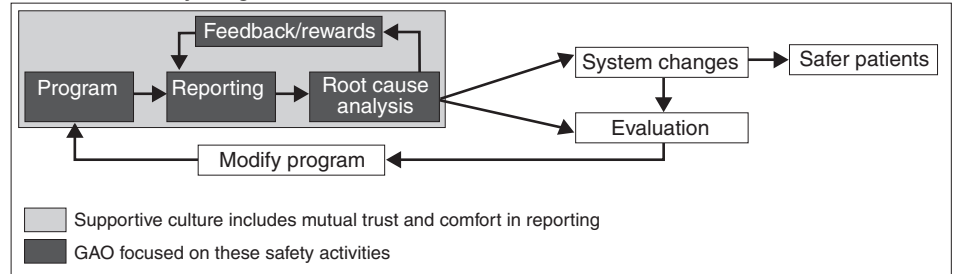 Feedback/rewards
Program
Reporting
Root cause
analysis
System changes
Safer patients
Evaluation
Modify program
Supportive culture includes mutual trust and comfort in reporting
GAO focused on these safety activities